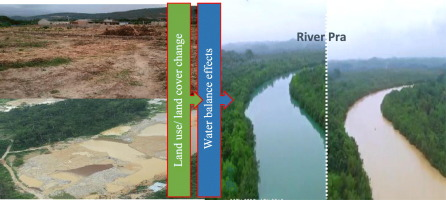 Land use/ land cover change
Water balance effects
River Pra